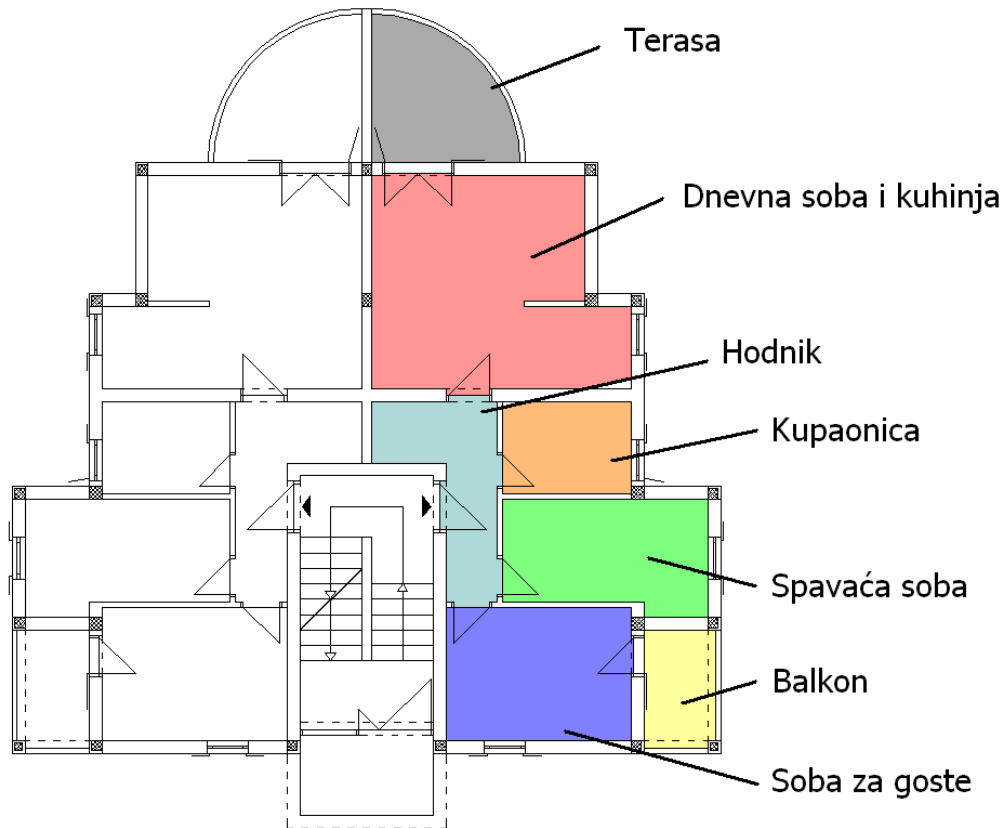 Terasa
Dnevna soba i kuhinja
Hodnik
Kupaonica
Spavaća soba
Balkon
Soba za goste